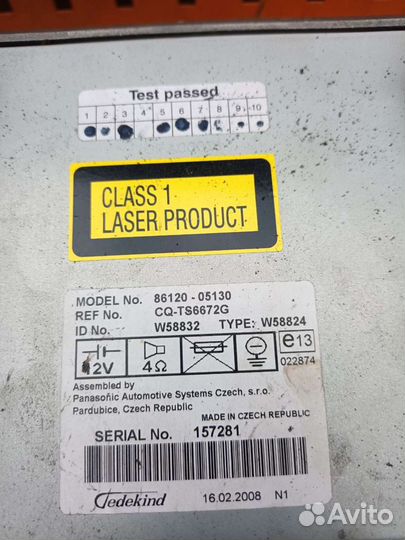 Test passed
1 2 3 4 5 6 7 8 9 10
CLASS 1
LASER PRODUCT
MODEL No. 86120 - 05130
REF No. CQ-TS6672G
ID No. W58832 TYPE: W58824
12V 4Ω e13
022874
Assembled by
Panasonic Automotive Systems Czech, s.r.o.
Pardubice, Czech Republic
MADE IN CZECH REPUBLIC
SERIAL No. 157281
Jedekind 16.02.2008 N1
Avito